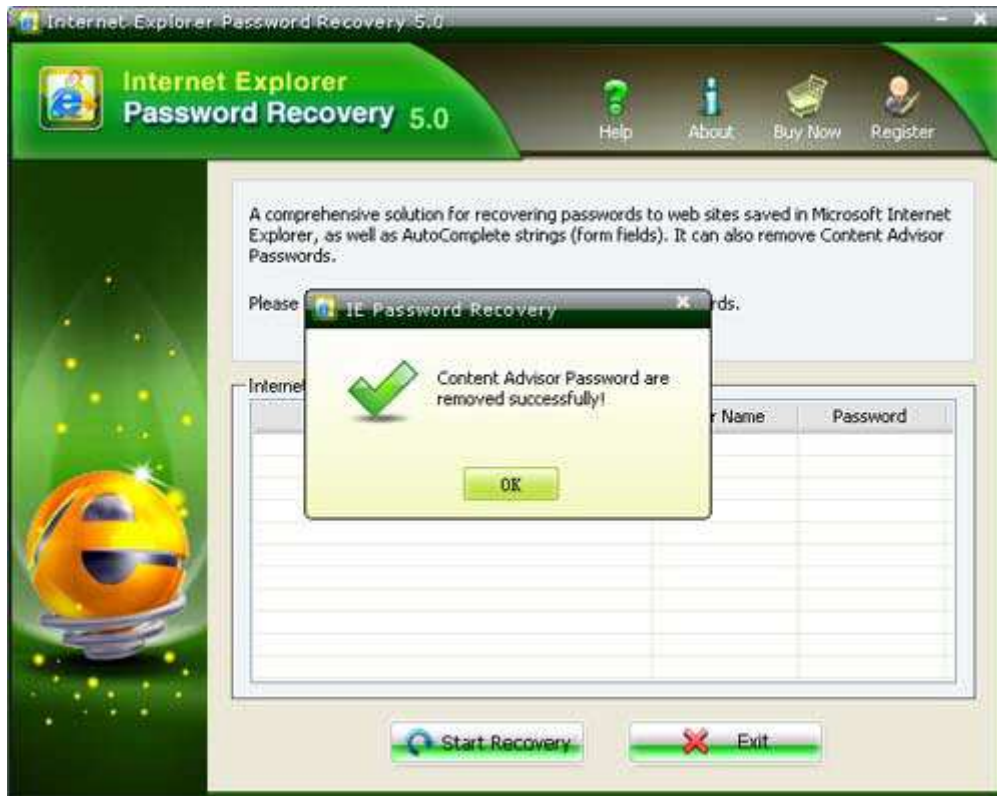 Internet Explorer Password Recovery 5.0
Internet Explorer
Password Recovery 5.0
Help
About
Buy Now
Register
A comprehensive solution for recovering passwords to web sites saved in Microsoft Internet
Explorer, as well as AutoComplete strings (form fields). It can also remove Content Advisor
Passwords.
Please
rds.
IE Password Recovery
Content Advisor Password are
removed successfully!
OK
Internet
r Name
Password
Start Recovery
Exit